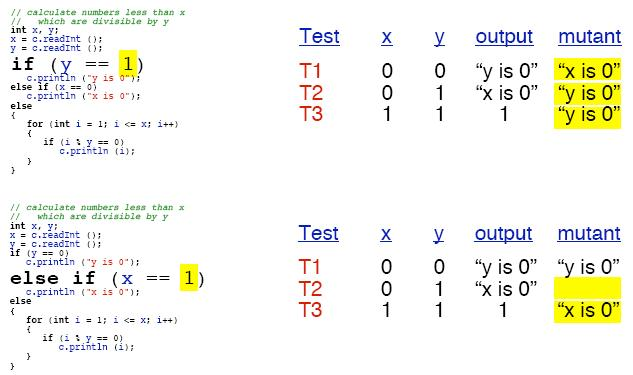 // calculate numbers less than x
//   which are divisible by y
int x, y;
x = c.readInt ();
y = c.readInt ();
if (y == 1)
c.println ("y is 0");
else if (x == 0)
c.println ("x is 0");
else
{
for (int i = 1; i <= x; i++)
{
if (i % y == 0)
c.println (i);
}
}
Test x y output mutant
T1 0 0 “y is 0” “x is 0”
T2 0 1 “x is 0” “y is 0”
T3 1 1 1 “y is 0”
// calculate numbers less than x
//   which are divisible by y
int x, y;
x = c.readInt ();
y = c.readInt ();
if (y == 0)
c.println ("y is 0");
else if (x == 1)
c.println ("x is 0");
else
{
for (int i = 1; i <= x; i++)
{
if (i % y == 0)
c.println (i);
}
}
Test x y output mutant
T1 0 0 “y is 0” “y is 0”
T2 0 1 “x is 0”
T3 1 1 1 “x is 0”